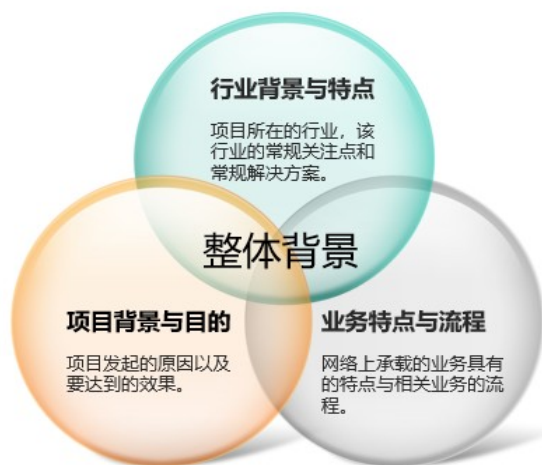 行业背景与特点
项目所在的行业，该
行业的常规关注点和
常规解决方案。
整体背景
项目背景与目的
项目发起的原因以及
要达到的效果。
业务特点与流程
网络上承载的业务具有
的特点与相关业务的流
程。